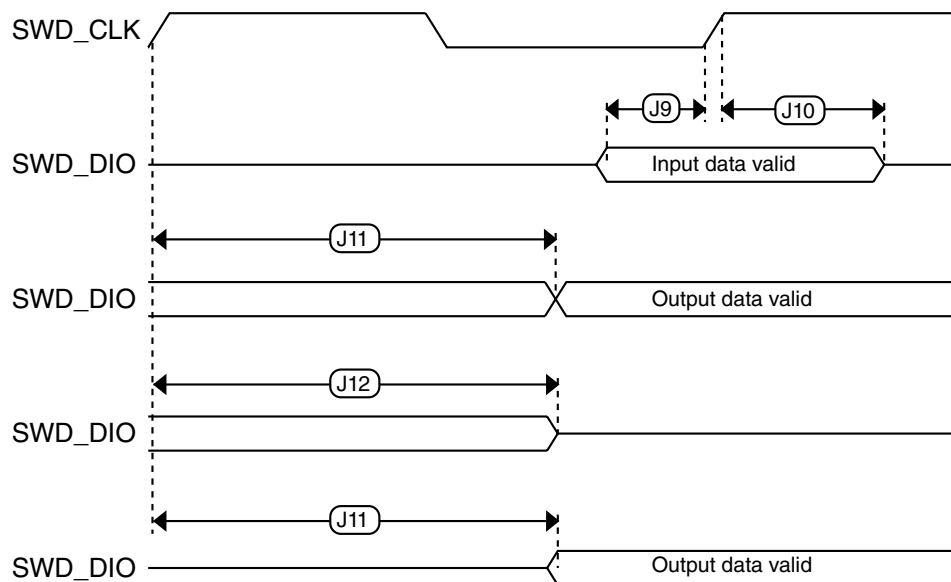 SWD_CLK
J9
J10
SWD_DIO
Input data valid
J11
SWD_DIO
Output data valid
J12
SWD_DIO
J11
SWD_DIO
Output data valid